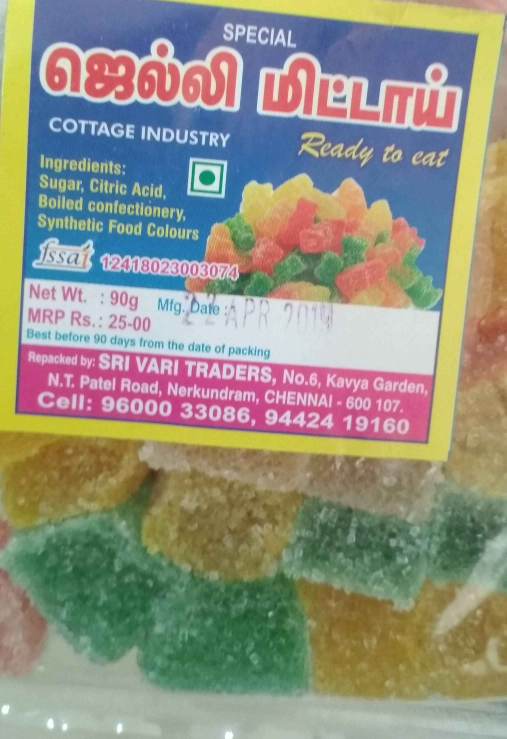 SPECIAL
ஜெல்லி மிட்டாய்
COTTAGE INDUSTRY
Ready to eat
Ingredients:
Sugar, Citric Acid,
Boiled confectionery,
Synthetic Food Colours
fssai 12418023003074
Net Wt. : 90g Mfg. Date : 22 APR 2019
MRP Rs.: 25-00
Best before 90 days from the date of packing
Repacked by: SRI VARI TRADERS, No.6, Kavya Garden,
N.T. Patel Road, Nerkundram, CHENNAI - 600 107.
Cell: 96000 33086, 94424 19160